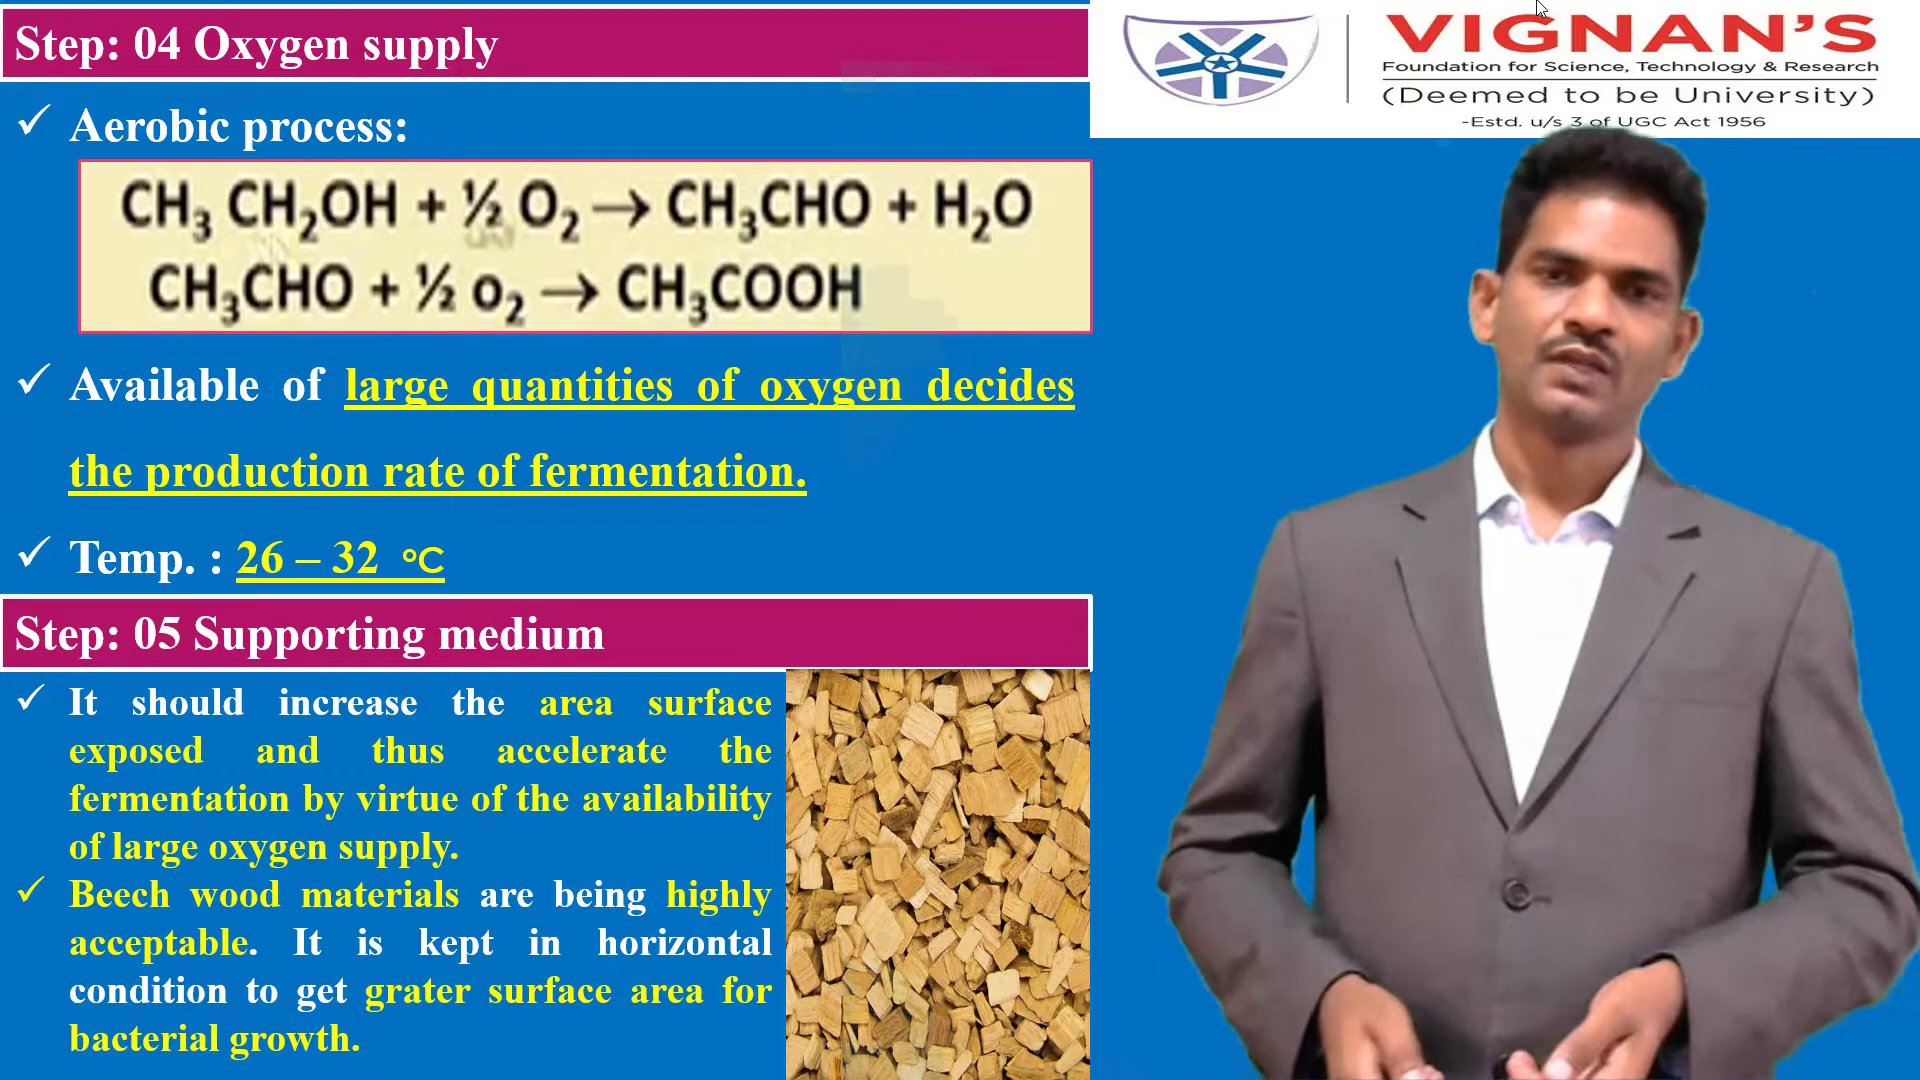 Step: 04 Oxygen supply
✓ Aerobic process:
CH₃ CH₂OH + ½ O₂ → CH₃CHO + H₂O
CH₃CHO + ½ o₂ → CH₃COOH
✓ Available of large quantities of oxygen decides
the production rate of fermentation.
✓ Temp. : 26 – 32 °C
Step: 05 Supporting medium
✓ It should increase the area surface
exposed and thus accelerate the
fermentation by virtue of the availability
of large oxygen supply.
✓ Beech wood materials are being highly
acceptable. It is kept in horizontal
condition to get grater surface area for
bacterial growth.
VIGNAN'S
Foundation for Science, Technology & Research
(Deemed to be University)
-Estd. u/s 3 of UGC Act 1956